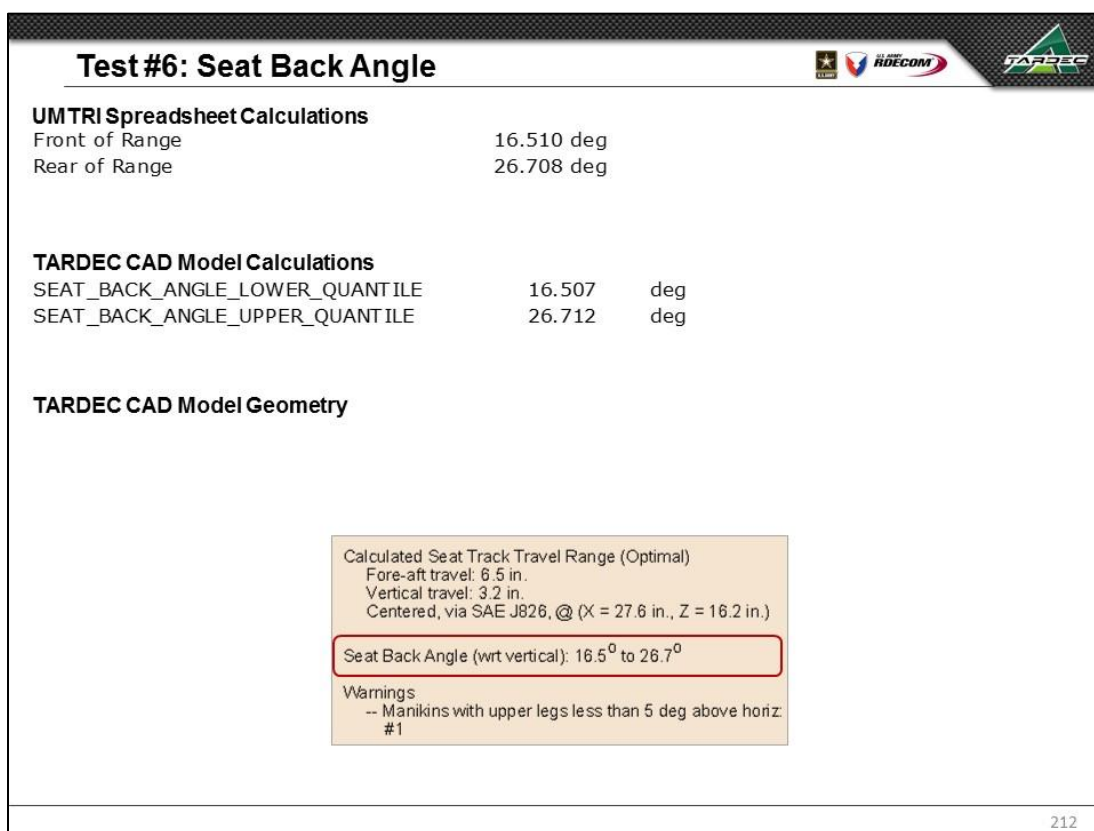 Test #6: Seat Back Angle
U.S. ARMY
U.S. ARMY
RDECOM
TARDEC
UMTRI Spreadsheet Calculations
Front of Range 16.510 deg
Rear of Range 26.708 deg
TARDEC CAD Model Calculations
SEAT_BACK_ANGLE_LOWER_QUANTILE 16.507 deg
SEAT_BACK_ANGLE_UPPER_QUANTILE 26.712 deg
TARDEC CAD Model Geometry
Calculated Seat Track Travel Range (Optimal)
Fore-aft travel: 6.5 in.
Vertical travel: 3.2 in.
Centered, via SAE J826, @ (X = 27.6 in., Z = 16.2 in.)
Seat Back Angle (wrt vertical): 16.5⁰ to 26.7⁰
Warnings
-- Manikins with upper legs less than 5 deg above horiz:
#1
212